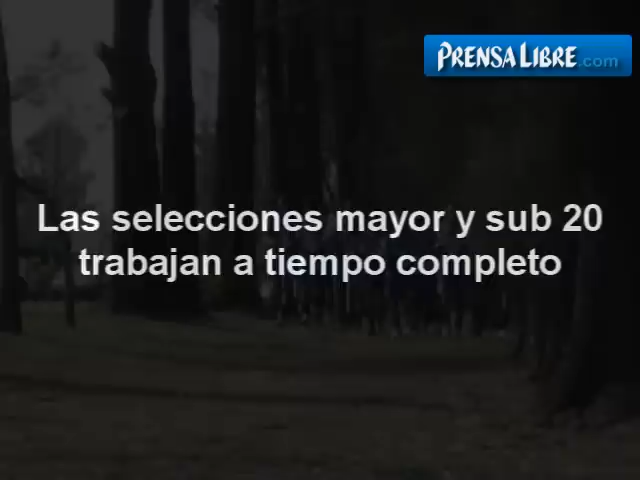 PRENSA LIBRE.com
Las selecciones mayor y sub 20
trabajan a tiempo completo